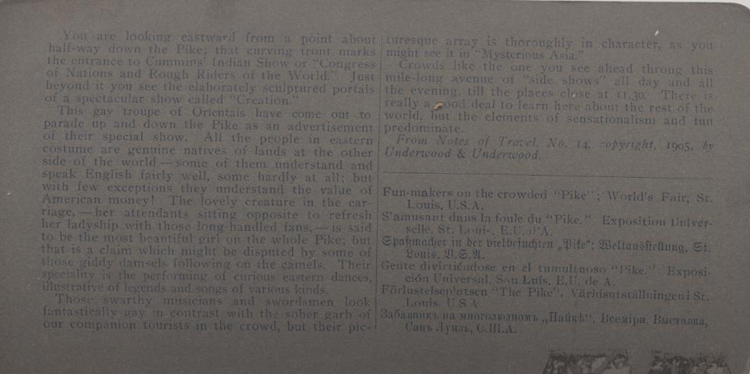 You are looking eastward from a point about
half-way down the Pike; that curving front marks
the entrance to Cummins' Indian Show or "Congress
of Nations and Rough Riders of the World." Just
beyond it you see the elaborately sculptured portals
of a spectacular show called "Creation."
This gay troupe of Orientals have come out to
parade up and down the Pike as an advertisement
of their special show. All the people in eastern
costume are genuine natives of lands at the other
side of the world—some of them understand and
speak English fairly well, some hardly at all; but
with few exceptions they understand the value of
American money! The lovely creature in the car-
riage,—her attendants sitting opposite to refresh
her ladyship with those long handled fans,—is said
to be the most beautiful girl on the whole Pike; but
that is a claim which might be disputed by some of
those giddy damsels following on the camels. Their
speciality is the performing of curious eastern dances,
illustrative of legends and songs of various kinds.
Those swarthy musicians and swordsmen look
fantastically gay in contrast with the sober garb of
our companion tourists in the crowd, but their pic-
turesque array is thoroughly in character, as you
might see it in "Mysterious Asia."
Crowds like the one you see ahead throng this
mile-long avenue of "side shows" all day and all
the evening, till the places close at 11.30. There is
really a good deal to learn here about the rest of the
world, but the elements of sensationalism and fun
predominate.
From Notes of Travel, No. 14, copyright, 1905, by
Underwood & Underwood.
Fun-makers on the crowded "Pike"; World's Fair, St.
Louis, U.S.A.
S'amusant dans la foule du "Pike." Exposition Univer-
selle, St. Louis, E.U. d'A.
Spaßmacher in der vielbesuchten „Pike“; Weltausstellung, St.
Louis, V.S.A.
Gente divirtiéndose en el tumultuoso "Pike." Exposi-
ción Universal, San Luis, E.U. de A.
"The Pike", Världsutställningen i St.
Louis, U.S.A.
на многолюдномъ „Пайкѣ“, Всемірн. Выставка,
Санъ Луизъ, С.Ш.А.